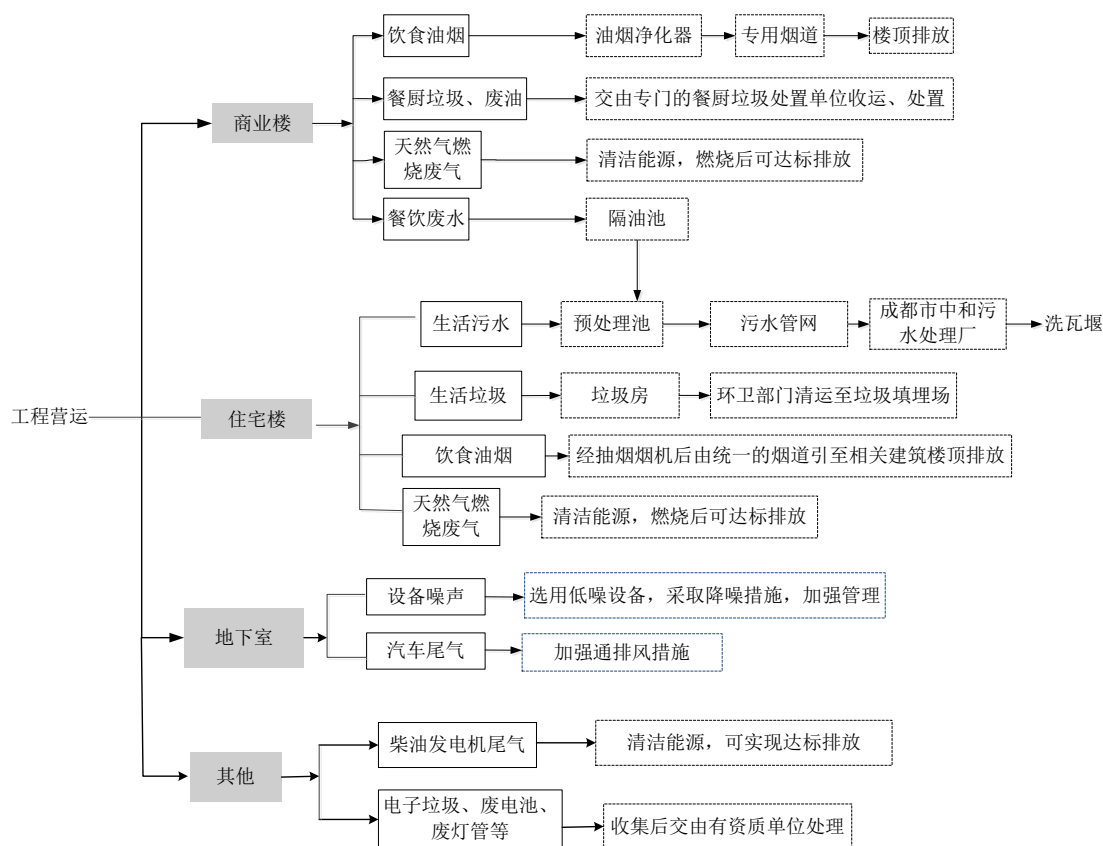 饮食油烟
油烟净化器
专用烟道
楼顶排放
餐厨垃圾、废油
交由专门的餐厨垃圾处置单位收运、处置
商业楼
天然气燃
烧废气
清洁能源，燃烧后可达标排放
餐饮废水
隔油池
生活污水
预处理池
污水管网
成都市中和污
水处理厂
洗瓦堰
生活垃圾
垃圾房
环卫部门清运至垃圾填埋场
工程营运
住宅楼
饮食油烟
经抽烟烟机后由统一的烟道引至相关建筑楼顶排放
天然气燃
烧废气
清洁能源，燃烧后可达标排放
设备噪声
选用低噪设备，采取降噪措施，加强管理
地下室
汽车尾气
加强通排风措施
柴油发电机尾气
清洁能源，可实现达标排放
其他
电子垃圾、废电池、
废灯管等
收集后交由有资质单位处理